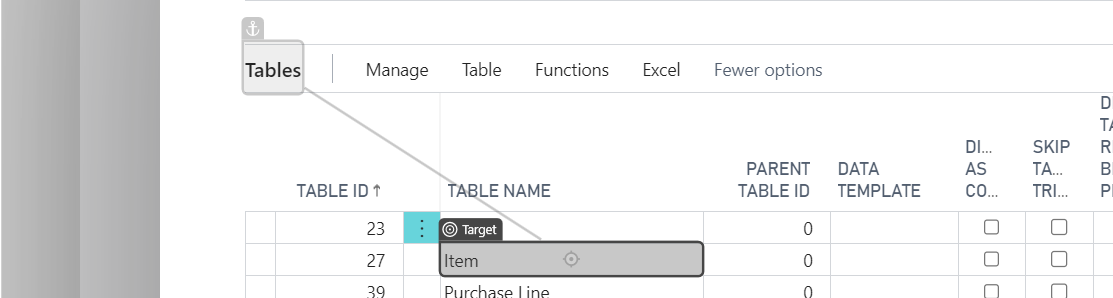 Tables Manage Table Functions Excel Fewer options
TABLE ID↑ TABLE NAME PARENT TABLE ID DATA TEMPLATE DI... AS CO... SKIP TA... TRI...
23 Target 0
27 Item 0
39 Purchase Line 0